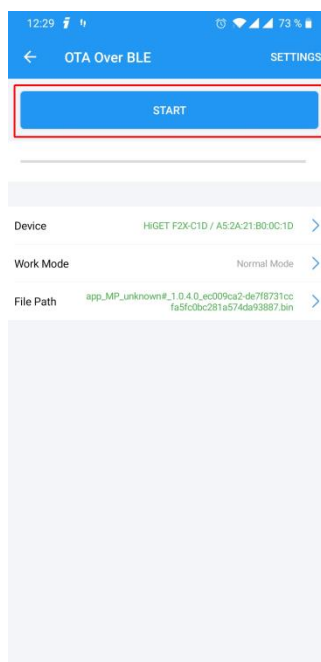 12:29 73 %
OTA Over BLE SETTINGS
START
Device HiGET F2X-C1D / A5:2A:21:B0:0C:1D
Work Mode Normal Mode
File Path app_MP_unknown#_1.0.4.0_ec009ca2-de7f8731cc
fa5fc0bc281a574da93887.bin